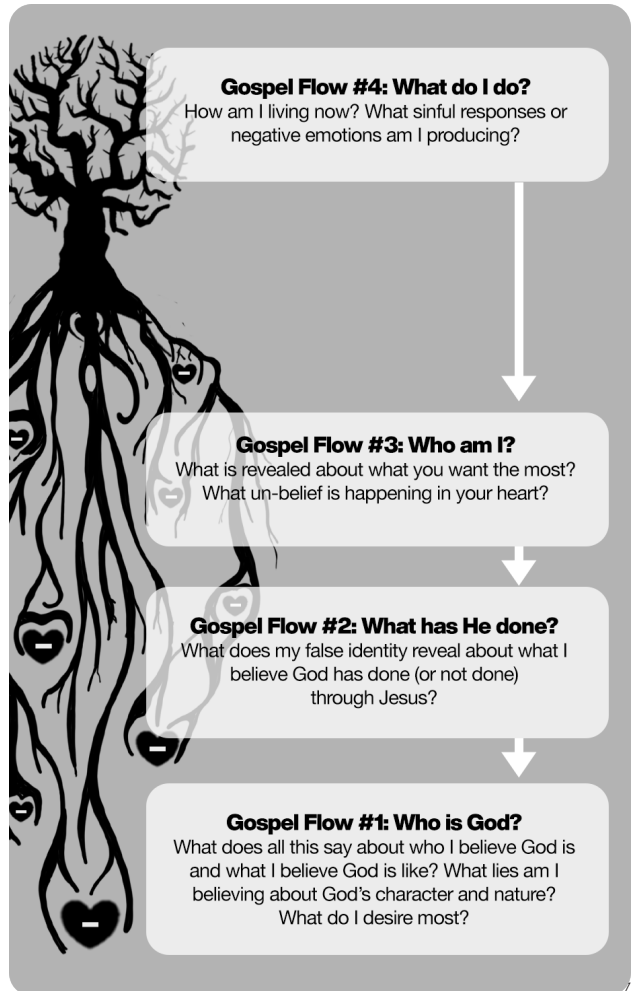 Gospel Flow #4: What do I do?
How am I living now? What sinful responses or
negative emotions am I producing?
Gospel Flow #3: Who am I?
What is revealed about what you want the most?
What un-belief is happening in your heart?
Gospel Flow #2: What has He done?
What does my false identity reveal about what I
believe God has done (or not done)
through Jesus?
Gospel Flow #1: Who is God?
What does all this say about who I believe God is
and what I believe God is like? What lies am I
believing about God's character and nature?
What do I desire most?